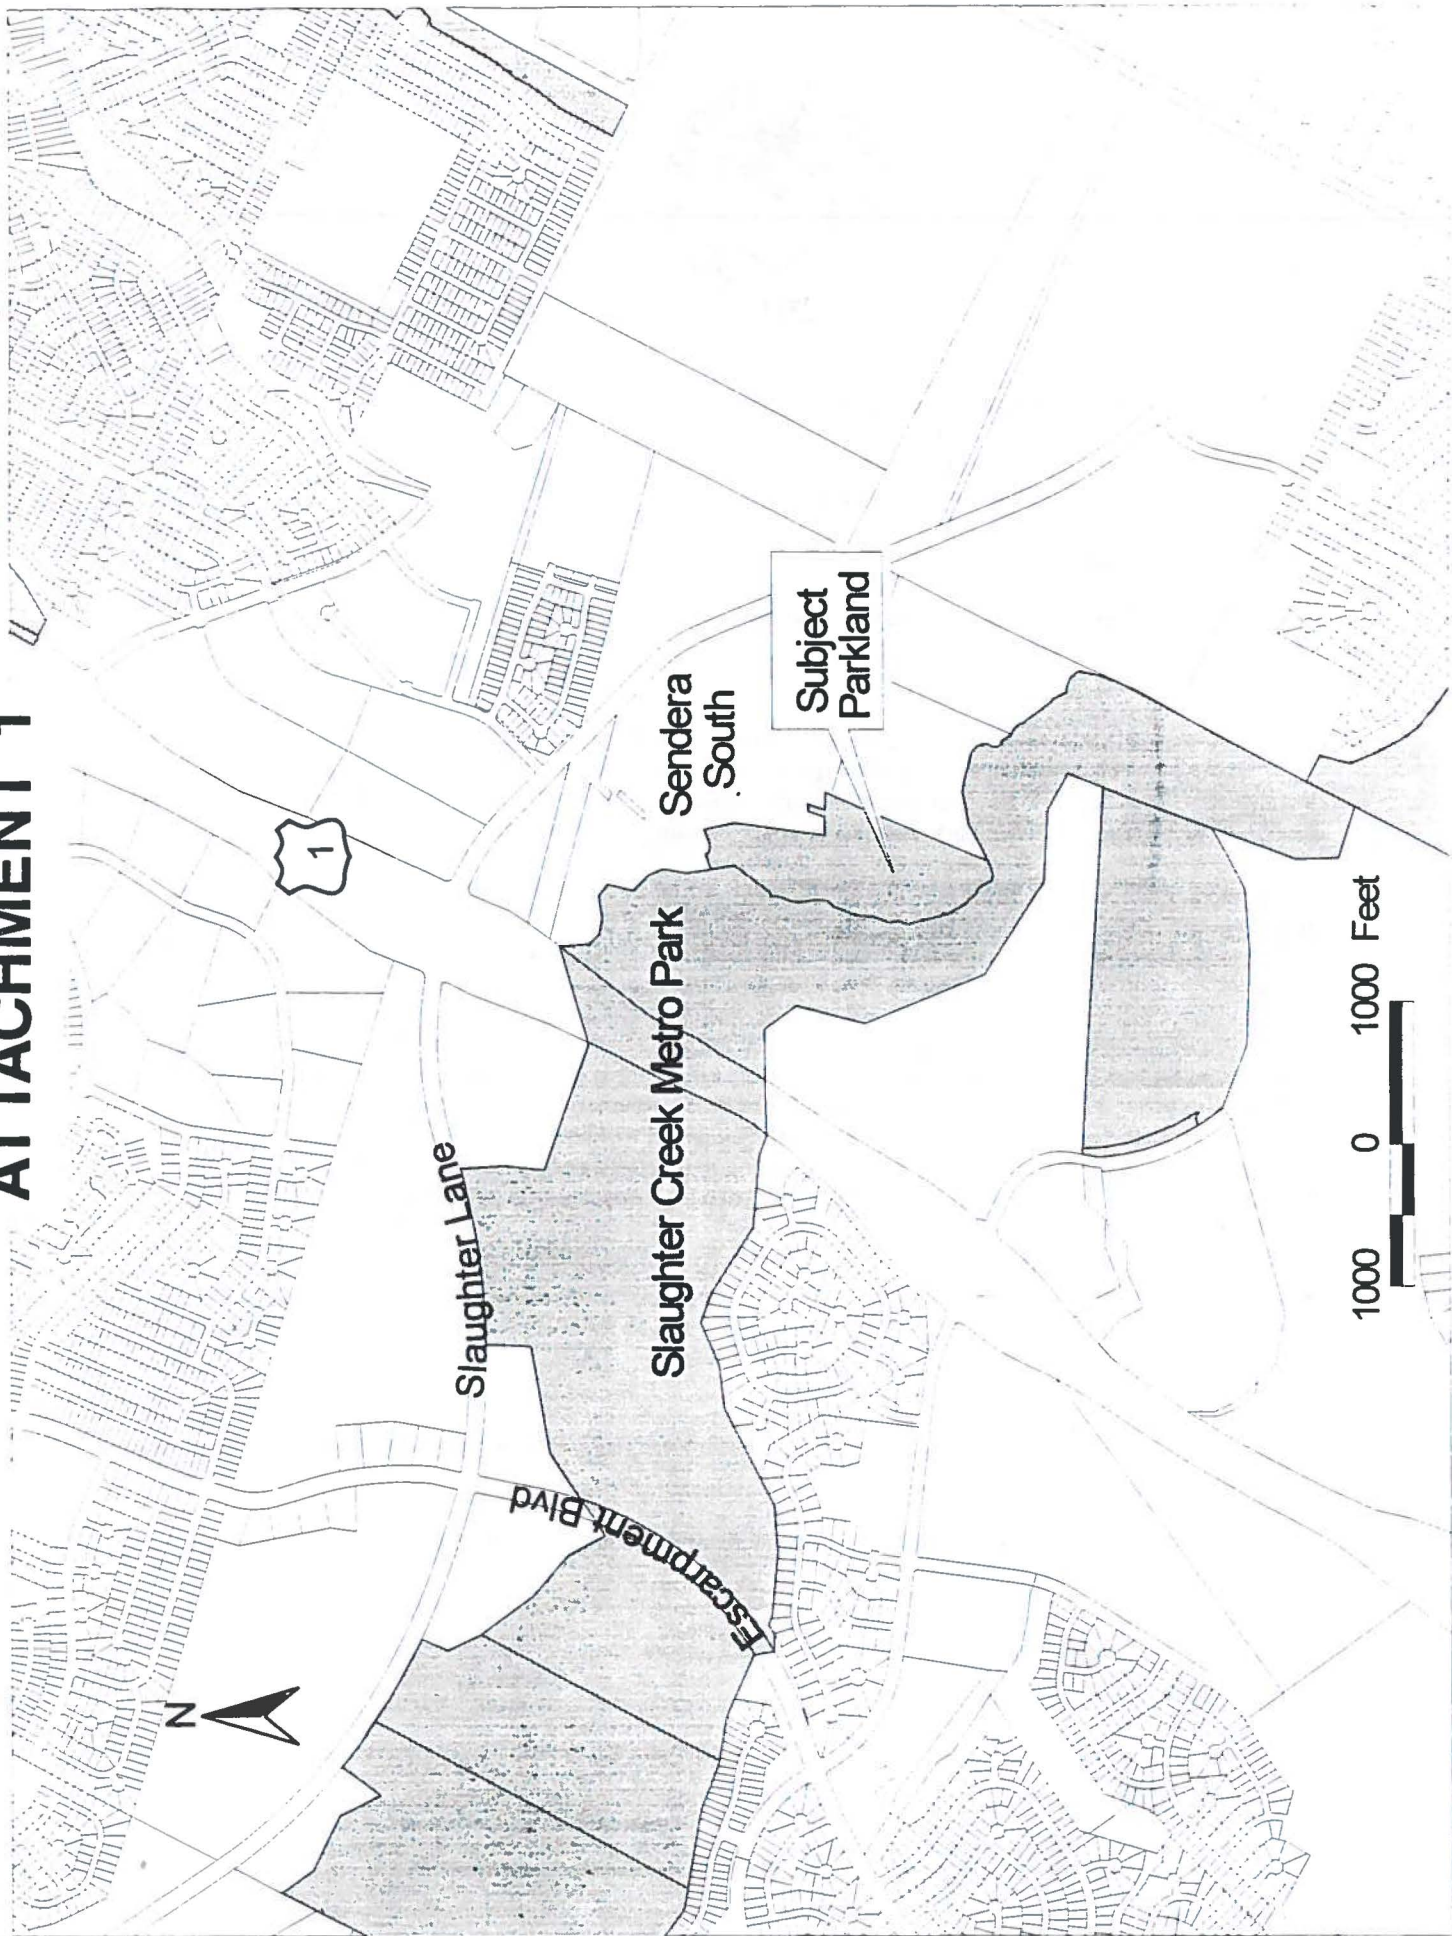 ATTACHMENT 1
N
1
Slaughter Lane
Escarpment Blvd
Sendera
South
Slaughter Creek Metro Park
Subject
Parkland
1000 0 1000 Feet